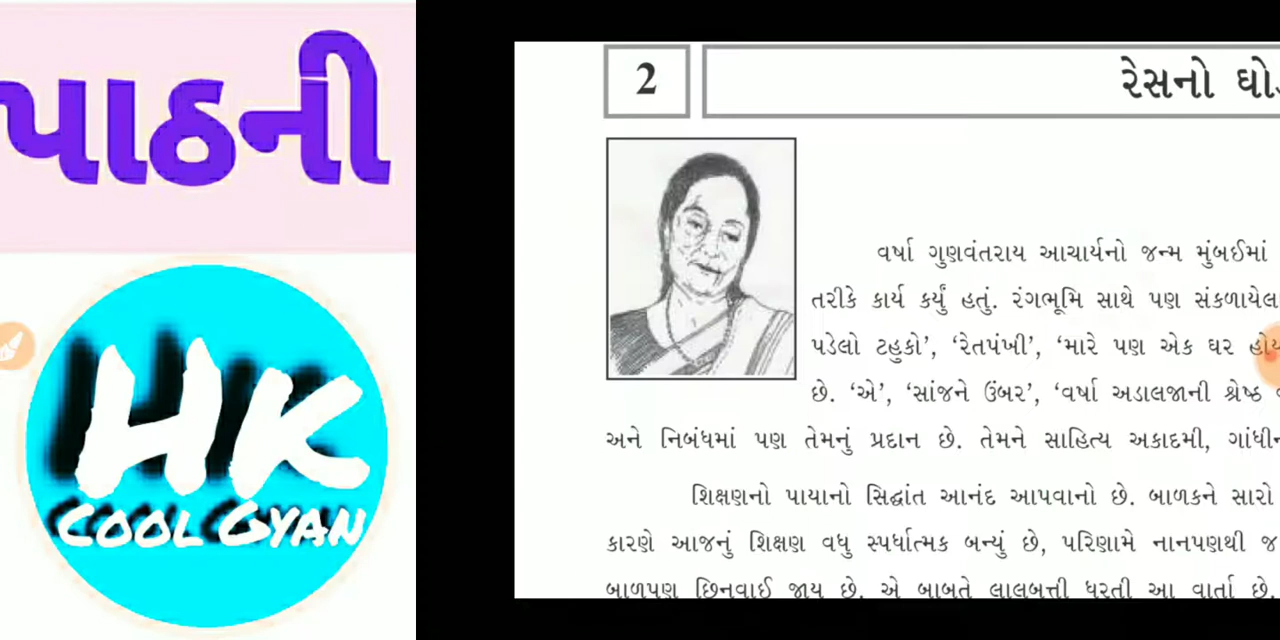 પાઠની
HK
COOL GYAN
2
રેસનો
વર્ષા ગુણવંતરાય આચાર્યનો જન્મ મુંબઈમાં
તરીકે કાર્ય કર્યું હતું. રંગભૂમિ સાથે પણ
પડેલો ટહુકો’, ‘રેતપંખી’, ‘મારે પણ એક ઘર
છે. ‘એ’, ‘સાંજને ઉંબર’, ‘વર્ષા અડાલજાની શ્રેષ્ઠ
અને નિબંધમાં પણ તેમનું પ્રદાન છે. તેમને સાહિત્ય અકાદમી,
શિક્ષણનો પાયાનો સિદ્ધાંત આનંદ આપવાનો છે. બાળકને સારો
કારણે આજનું શિક્ષણ વધુ સ્પર્ધાત્મક બન્યું છે, પરિણામે નાનપણથી જ
બાળપણ છિનવાઈ જાય છે. એ બાબતે લાલબત્તી ધરતી આ વાર્તા છે.